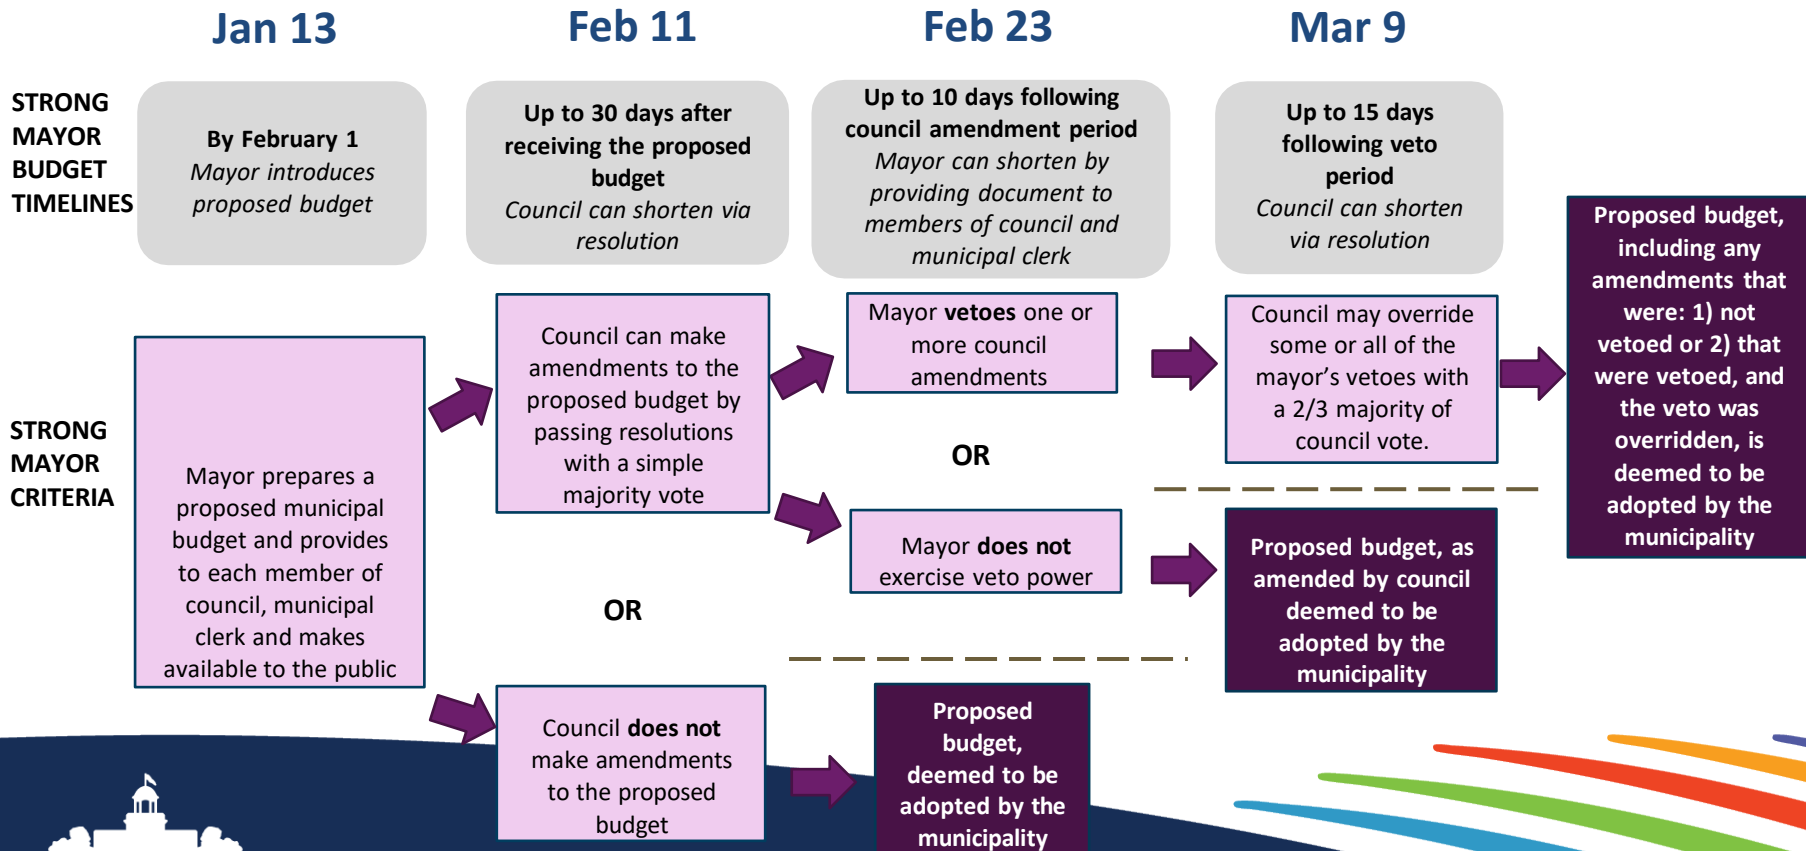 Jan 13
Feb 11
Feb 23
Mar 9
STRONG
MAYOR
BUDGET
TIMELINES
By February 1
Mayor introduces
proposed budget
Up to 30 days after
receiving the proposed
budget
Council can shorten via
resolution
Up to 10 days following
council amendment period
Mayor can shorten by
providing document to
members of council and
municipal clerk
Up to 15 days
following veto
period
Council can shorten
via resolution
STRONG
MAYOR
CRITERIA
Mayor prepares a
proposed municipal
budget and provides
to each member of
council, municipal
clerk and makes
available to the public
Council can make
amendments to the
proposed budget by
passing resolutions
with a simple
majority vote
OR
Council does not
make amendments
to the proposed
budget
Mayor vetoes one or
more council
amendments
OR
Mayor does not
exercise veto power
Proposed
budget,
deemed to be
adopted by the
municipality
Council may override
some or all of the
mayor’s vetoes with
a 2/3 majority of
council vote.
Proposed budget, as
amended by council
deemed to be
adopted by the
municipality
Proposed budget,
including any
amendments that
were: 1) not
vetoed or 2) that
were vetoed, and
the veto was
overridden, is
deemed to be
adopted by the
municipality